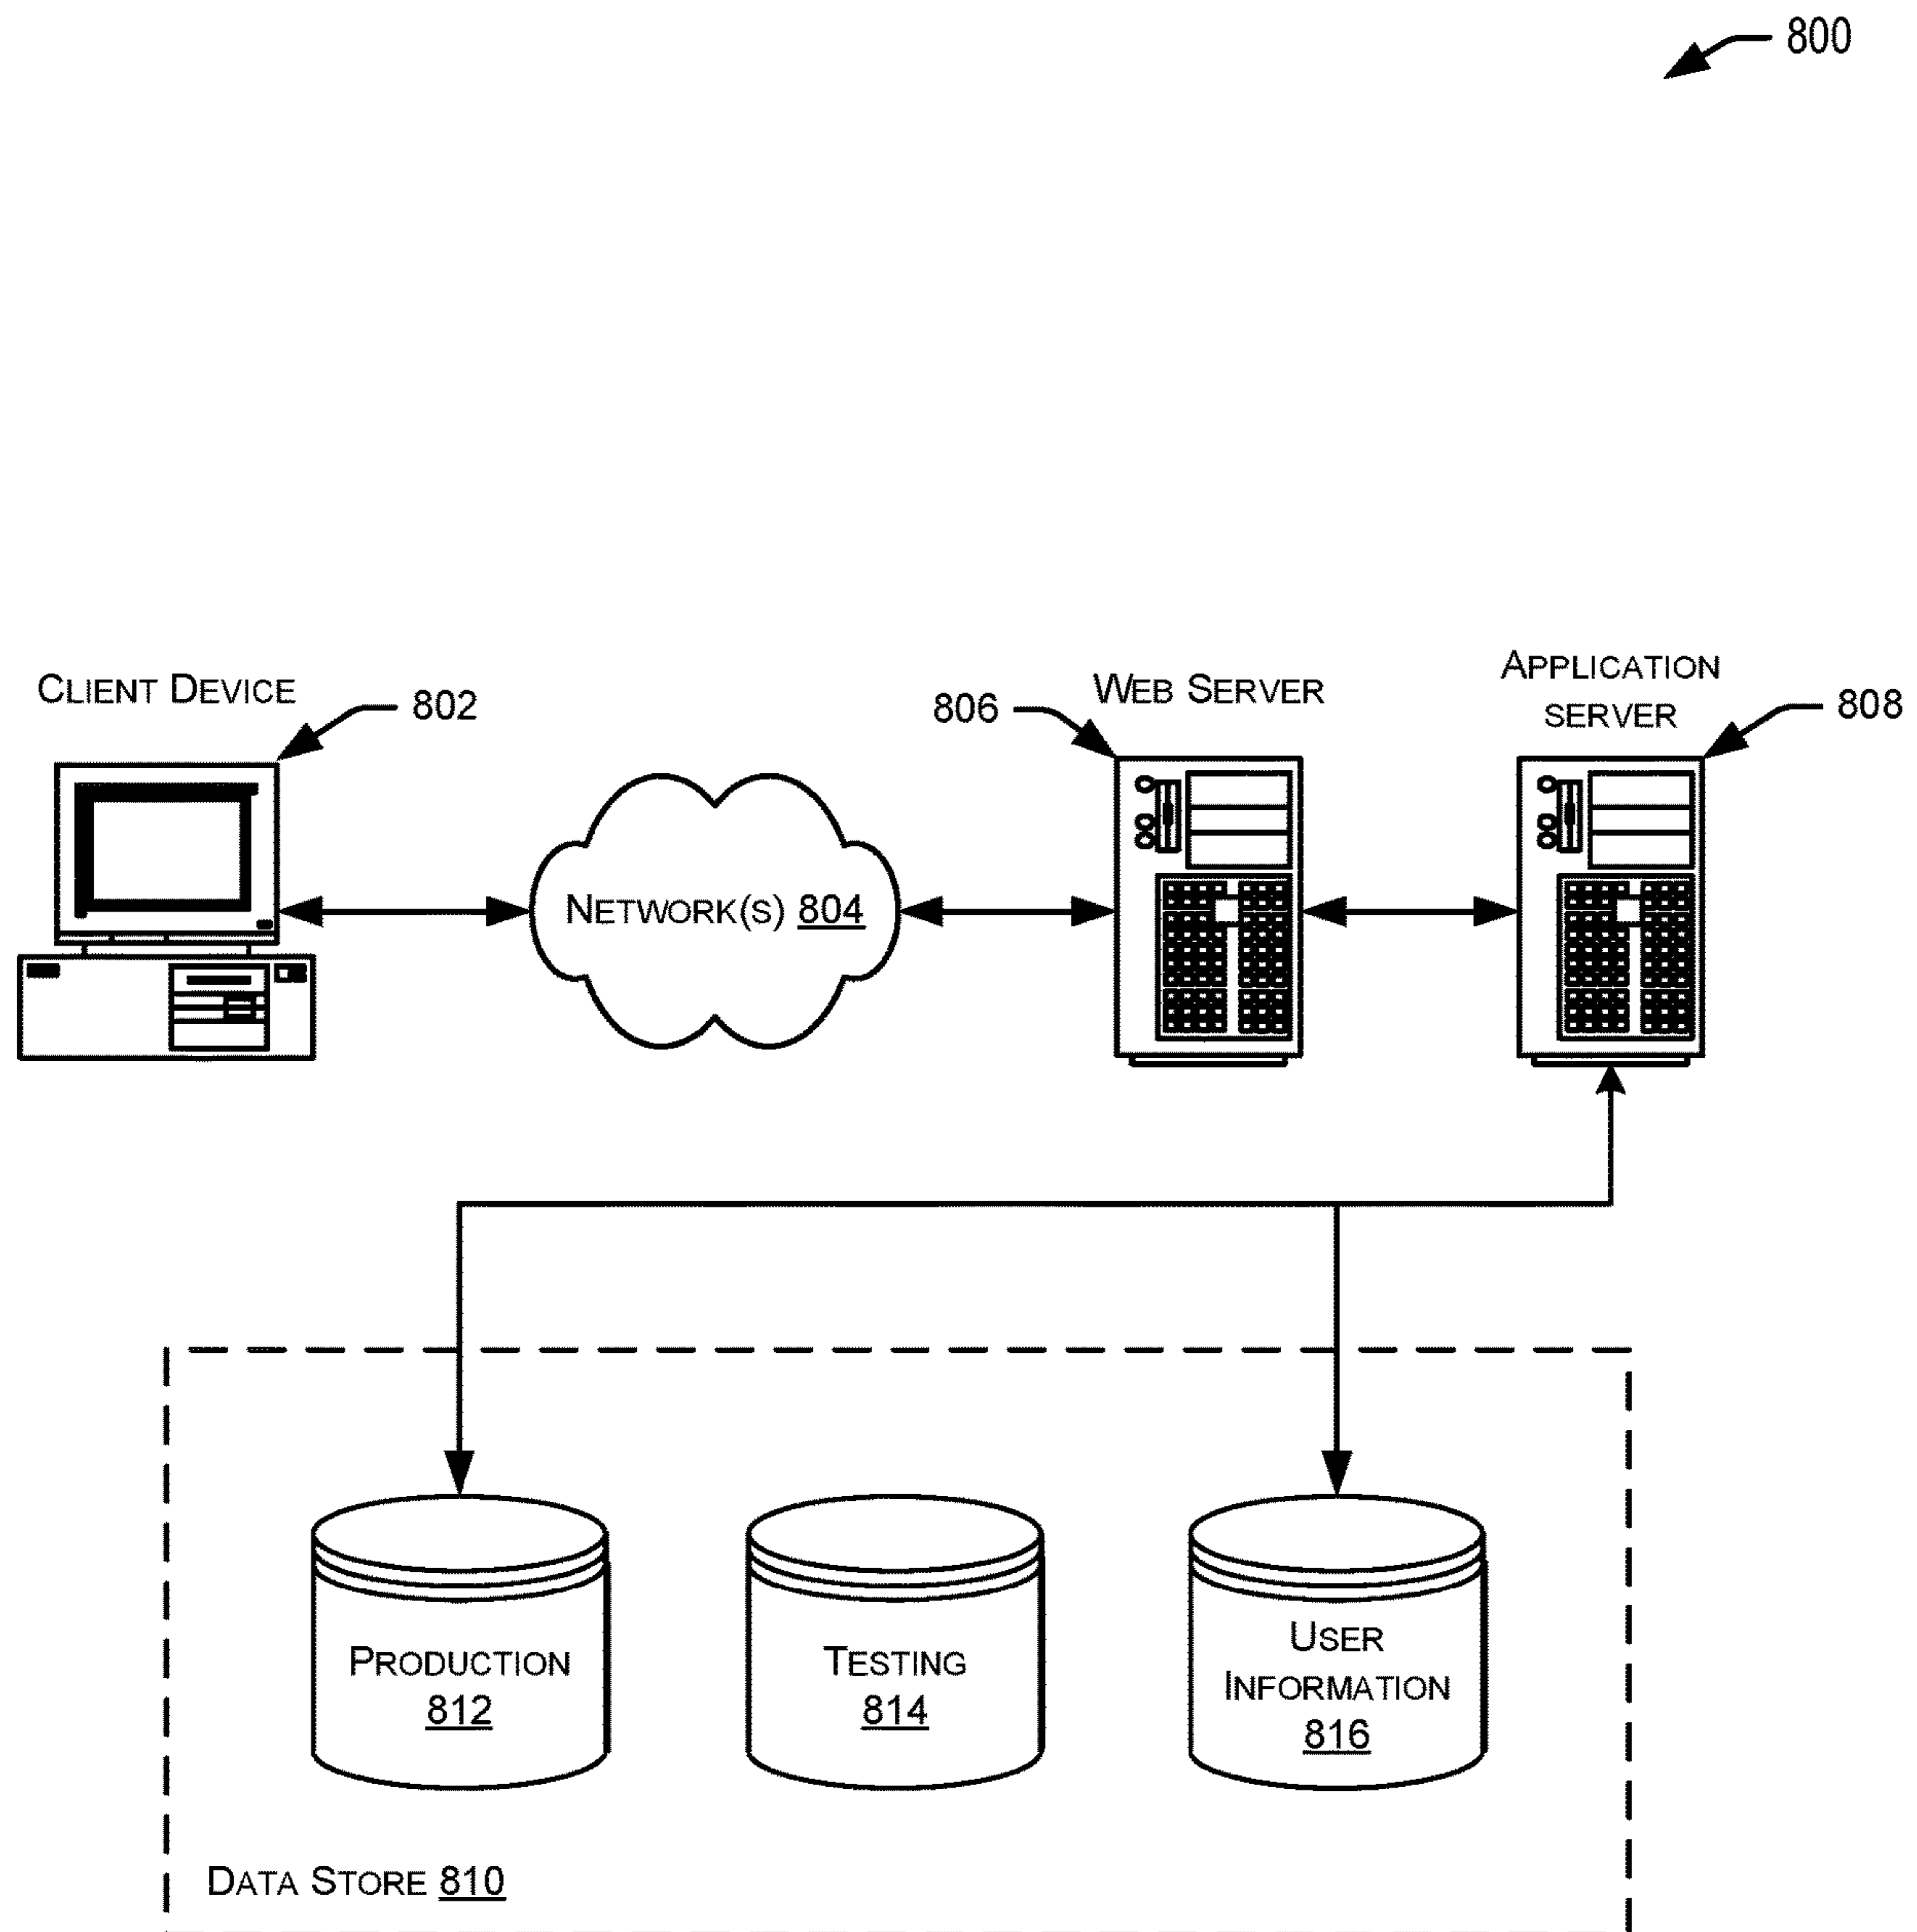 800
CLIENT DEVICE
802
806
WEB SERVER
APPLICATION
SERVER
808
NETWORK(S) 804
PRODUCTION
812
TESTING
814
USER
INFORMATION
816
DATA STORE 810